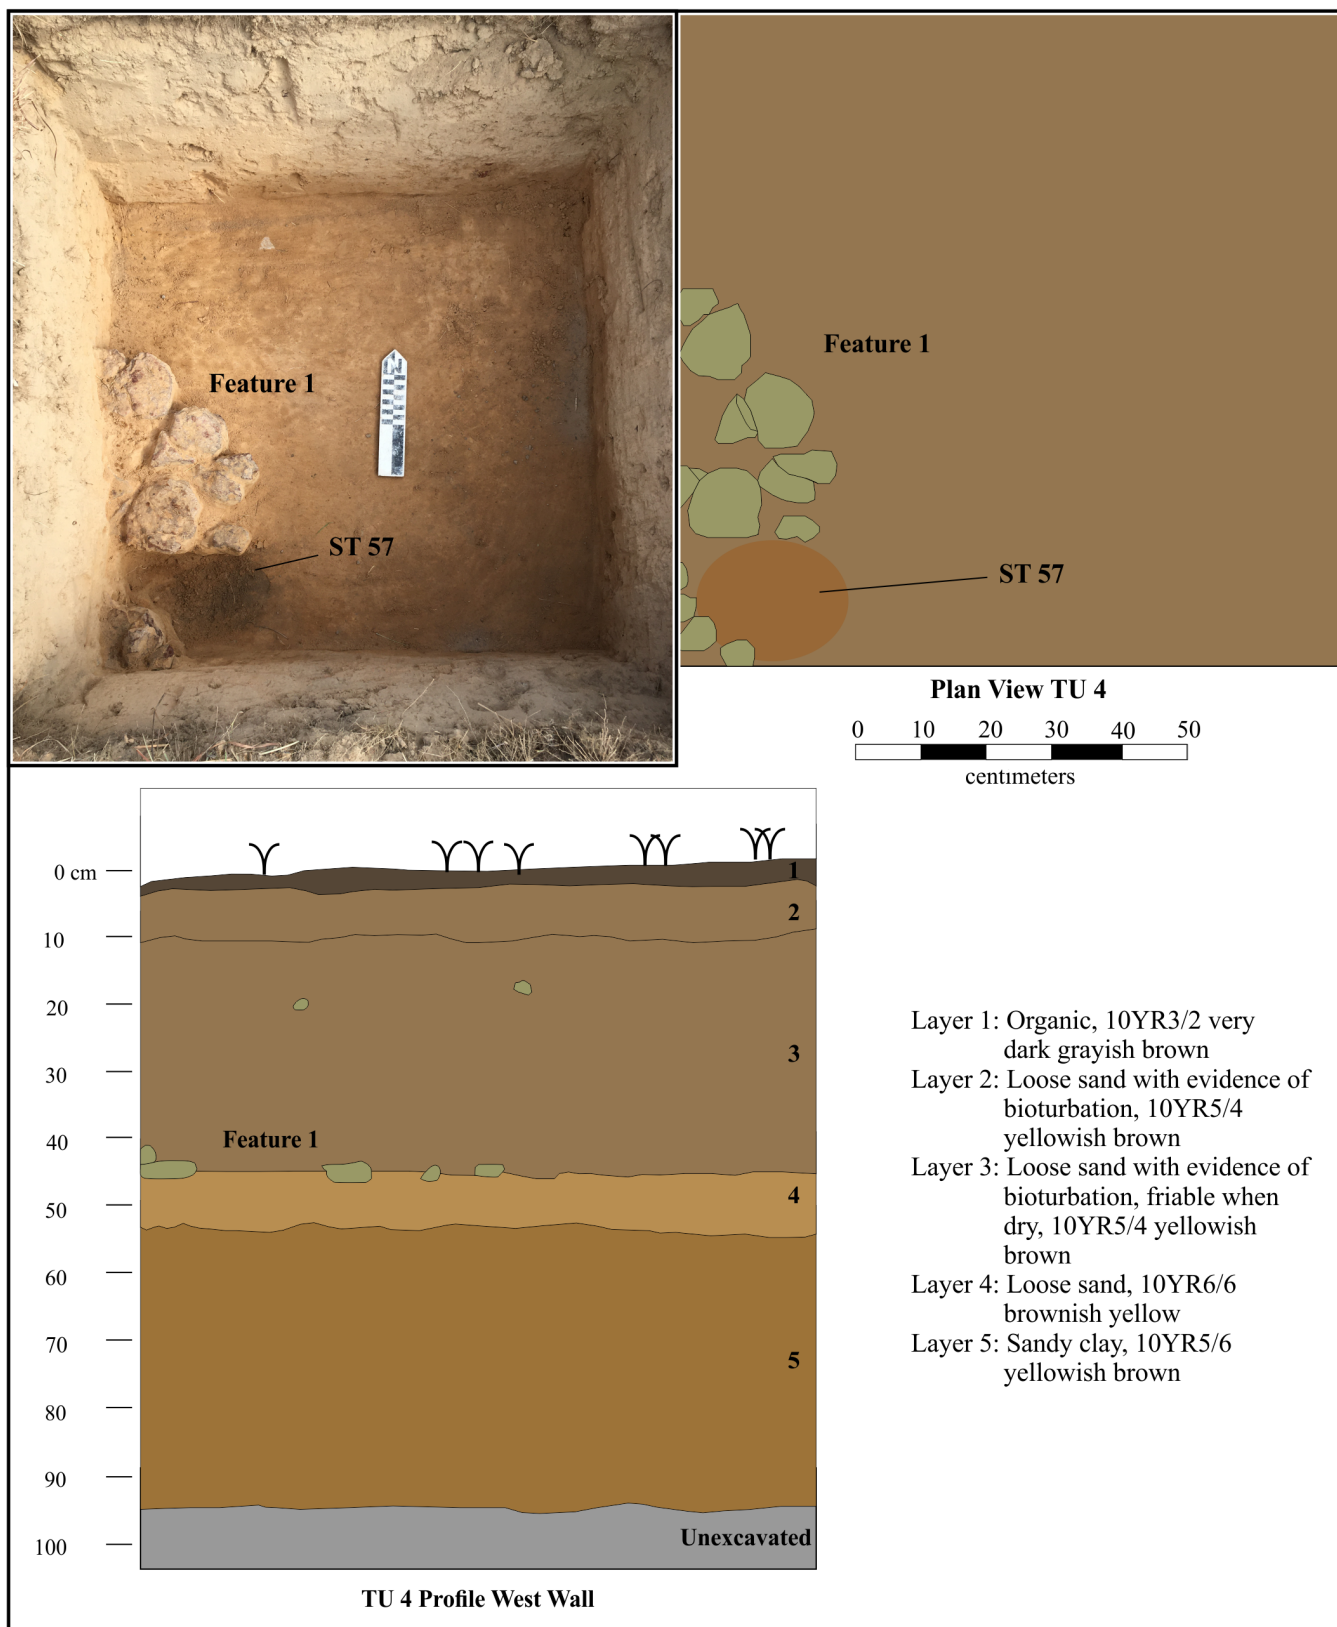 Feature 1
ST 57
Feature 1
ST 57
Plan View TU 4
0 10 20 30 40 50
centimeters
0 cm
10
20
30
40
50
60
70
80
90
100
1
2
3
Feature 1
4
5
Unexcavated
TU 4 Profile West Wall
Layer 1: Organic, 10YR3/2 very
dark grayish brown
Layer 2: Loose sand with evidence of
bioturbation, 10YR5/4
yellowish brown
Layer 3: Loose sand with evidence of
bioturbation, friable when
dry, 10YR5/4 yellowish
brown
Layer 4: Loose sand, 10YR6/6
brownish yellow
Layer 5: Sandy clay, 10YR5/6
yellowish brown